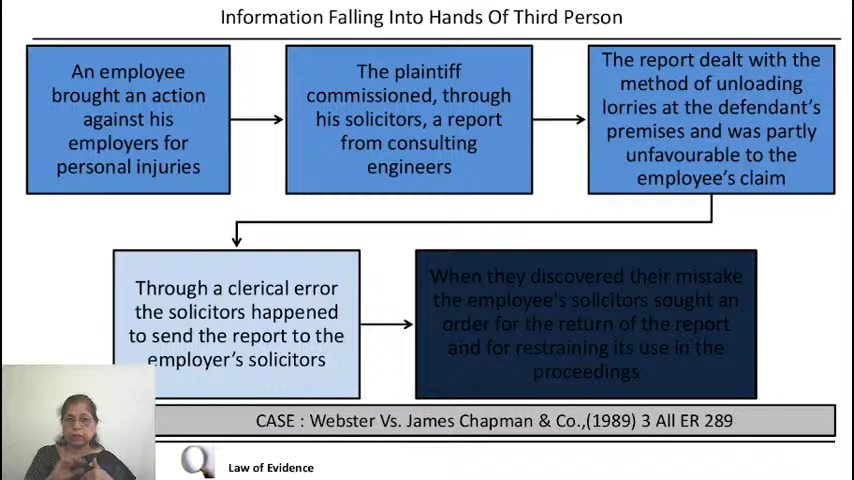 Information Falling Into Hands Of Third Person
An employee
brought an action
against his
employers for
personal injuries
The plaintiff
commissioned, through
his solicitors, a report
from consulting
engineers
The report dealt with the
method of unloading
lorries at the defendant's
premises and was partly
unfavourable to the
employee's claim
Through a clerical error
the solicitors happened
to send the report to the
employer's solicitors
When they discovered their mistake
the employee's solicitors sought an
order for the return of the report
and for restraining its use in the
proceedings
CASE : Webster Vs. James Chapman & Co.,(1989) 3 All ER 289
Law of Evidence